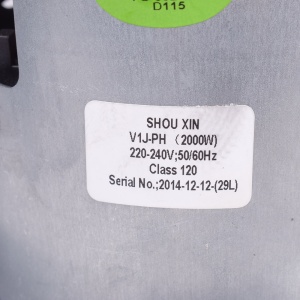 D115
SHOU XIN
V1J-PH （2000W)
220-240V;50/60Hz
Class 120
Serial No.;2014-12-12-(29L)